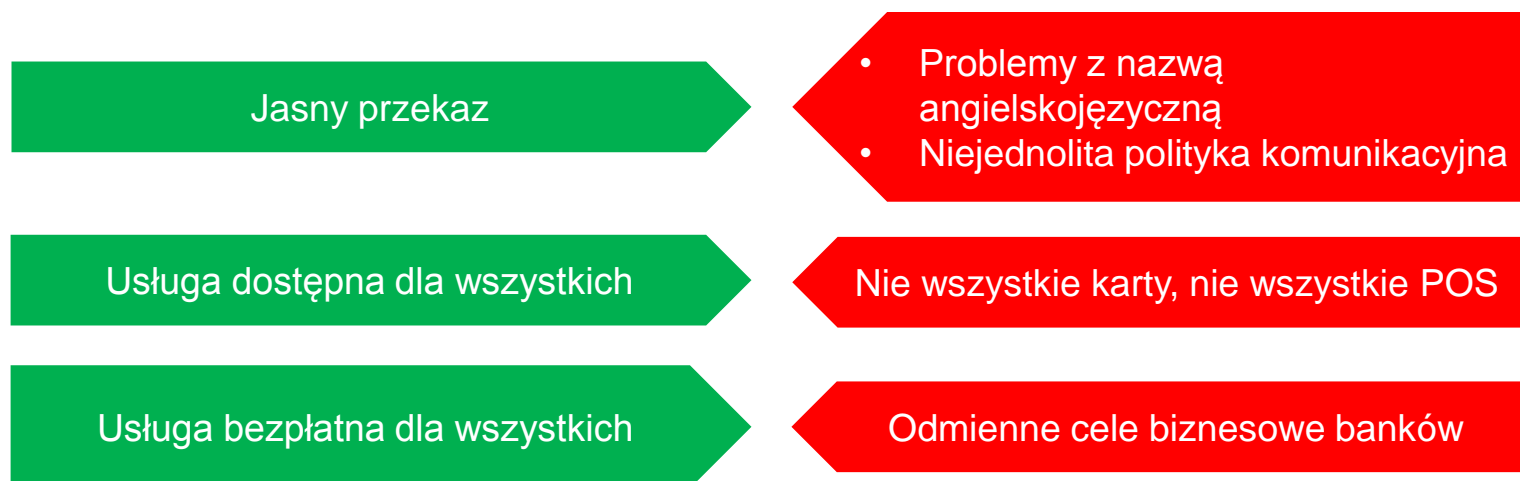 Jasny przekaz
• Problemy z nazwą
angielskojęzyczną
• Niejednolita polityka komunikacyjna
Usługa dostępna dla wszystkich
Nie wszystkie karty, nie wszystkie POS
Usługa bezpłatna dla wszystkich
Odmienne cele biznesowe banków